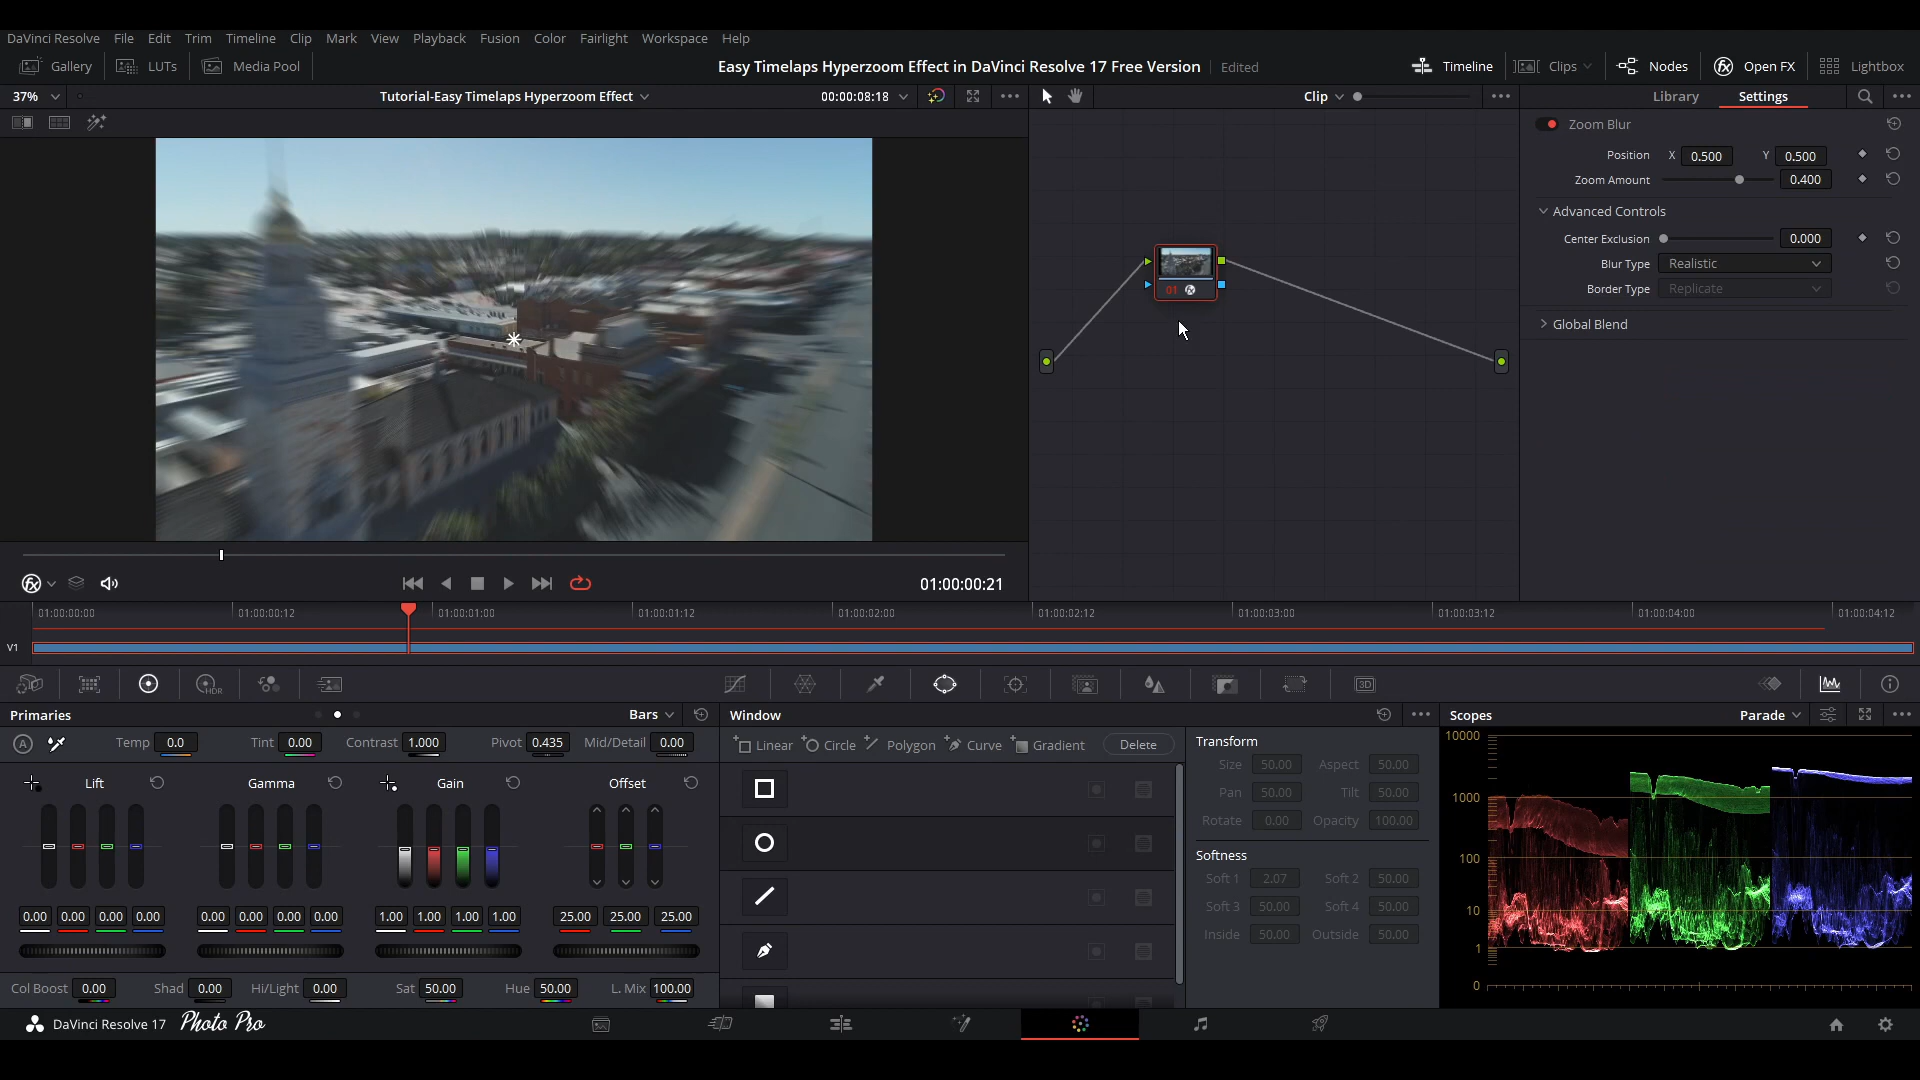 DaVinci Resolve File Edit Trim Timeline Clip Mark View Playback Fusion Color Fairlight Workspace Help
Gallery LUTs Media Pool Easy Timelaps Hyperzoom Effect in DaVinci Resolve 17 Free Version Edited Timeline Clips Nodes Open FX Lightbox
37% Tutorial-Easy Timelaps Hyperzoom Effect 00:00:08:18 Clip Library Settings
Zoom Blur
Position X 0.500 Y 0.500
Zoom Amount 0.400
Advanced Controls
Center Exclusion 0.000
Blur Type Realistic
Border Type Replicate
Global Blend
01
01:00:00:21
01:00:00:00 01:00:00:12 01:00:01:00 01:00:01:12 01:00:02:00 01:00:02:12 01:00:03:00 01:00:03:12 01:00:04:00 01:00:04:12
V1
HDR 3D
Primaries Bars Window Scopes Parade
A Temp 0.0 Tint 0.00 Contrast 1.000 Pivot 0.435 Mid/Detail 0.00
Linear Circle Polygon Curve Gradient Delete
Lift Gamma Gain Offset
0.00 0.00 0.00 0.00 0.00 0.00 0.00 0.00 1.00 1.00 1.00 1.00 25.00 25.00 25.00
Col Boost 0.00 Shad 0.00 Hi/Light 0.00 Sat 50.00 Hue 50.00 L. Mix 100.00
Transform
Size 50.00 Aspect 50.00
Pan 50.00 Tilt 50.00
Rotate 0.00 Opacity 100.00
Softness
Soft 1 2.07 Soft 2 50.00
Soft 3 50.00 Soft 4 50.00
Inside 50.00 Outside 50.00
10000
1000
100
10
1
0
DaVinci Resolve 17 Photo Pro